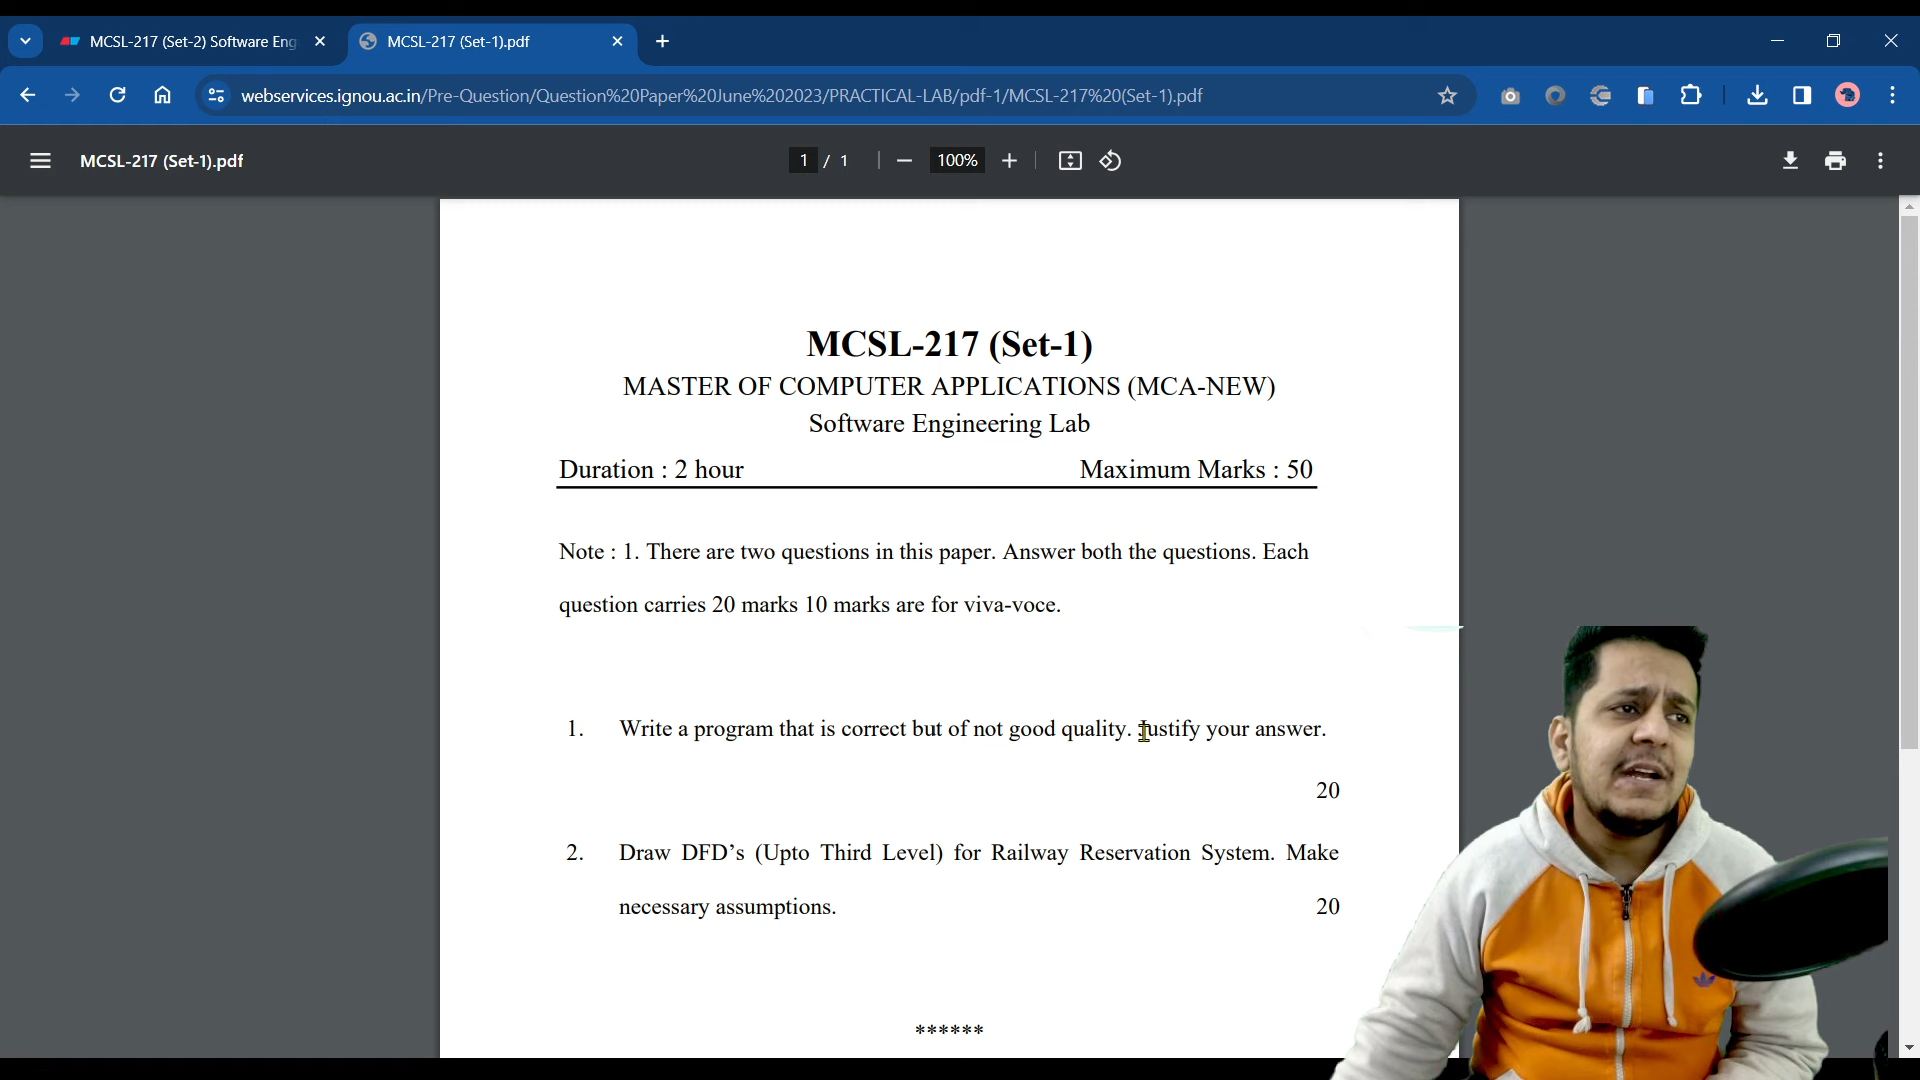 MCSL-217 (Set-2) Software Eng
MCSL-217 (Set-1).pdf
webservices.ignou.ac.in/Pre-Question/Question%20Paper%20June%202023/PRACTICAL-LAB/pdf-1/MCSL-217%20(Set-1).pdf
MCSL-217 (Set-1).pdf
1 / 1
100%
MCSL-217 (Set-1)
MASTER OF COMPUTER APPLICATIONS (MCA-NEW)
Software Engineering Lab
Duration : 2 hour Maximum Marks : 50
Note : 1. There are two questions in this paper. Answer both the questions. Each
question carries 20 marks 10 marks are for viva-voce.
1. Write a program that is correct but of not good quality. Justify your answer.
20
2. Draw DFD’s (Upto Third Level) for Railway Reservation System. Make
necessary assumptions. 20
******